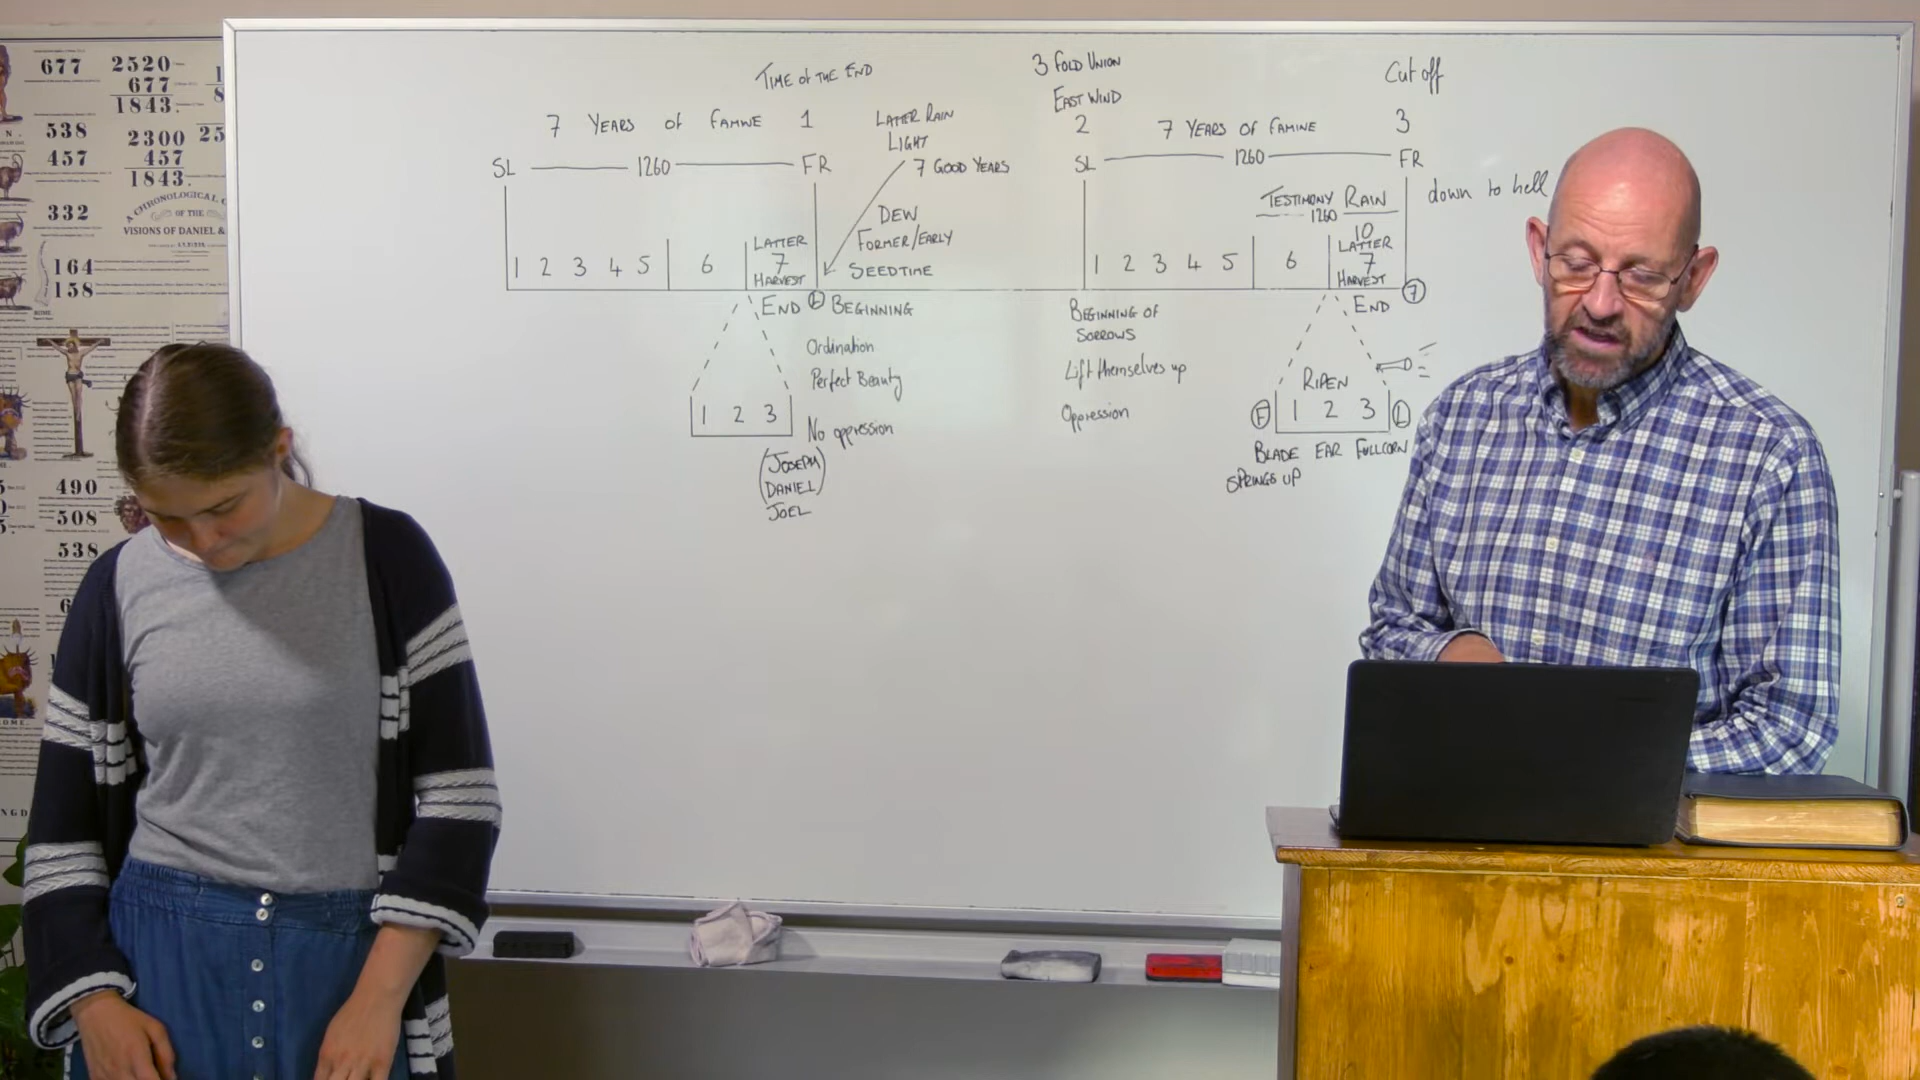 677
2520
677
1843.
N.
538
457
2300
457
1843.
25
A CHRONOLOGICAL
OF THE
VISIONS OF DANIEL &
332
164
158
490
508
538
TIME of THE END
3 FOLD UNION
EAST WIND
Cut off
7 YEARS of FAMINE 1
LATTER RAIN
LIGHT
7 GOOD YEARS
2 7 YEARS OF FAMINE 3
SL 1260 FR
SL 1260 FR
down to hell
TESTIMONY RAIN
1260
10
DEW
FORMER/EARLY
SEEDTIME
1 2 3 4 5 6
LATTER
7
HARVEST
1 2 3 4 5 6
LATTER
7
HARVEST
END L BEGINNING
END 7
Ordination
Perfect Beauty
No oppression
1 2 3
(JOSEPH)
(DANIEL)
JOEL
BEGINNING OF
SORROWS
Lift themselves up
Oppression
RIPEN
F 1 2 3 L
BLADE EAR FULLCORN
SPRINGS UP